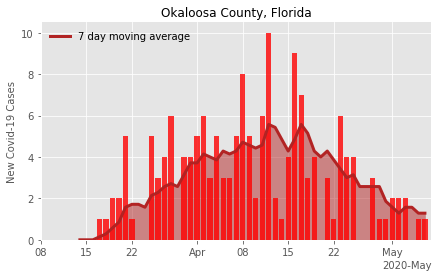 Okaloosa County, Florida
7 day moving average
New Covid-19 Cases
10
8
6
4
2
0
08
15
22
Apr
08
15
22
May
2020-May